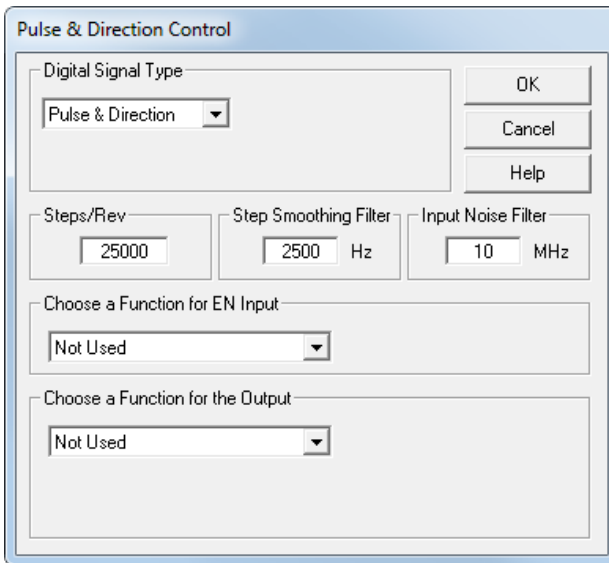 Pulse & Direction Control
Digital Signal Type
Pulse & Direction
OK
Cancel
Help
Steps/Rev
25000
Step Smoothing Filter
2500 Hz
Input Noise Filter
10 MHz
Choose a Function for EN Input
Not Used
Choose a Function for the Output
Not Used